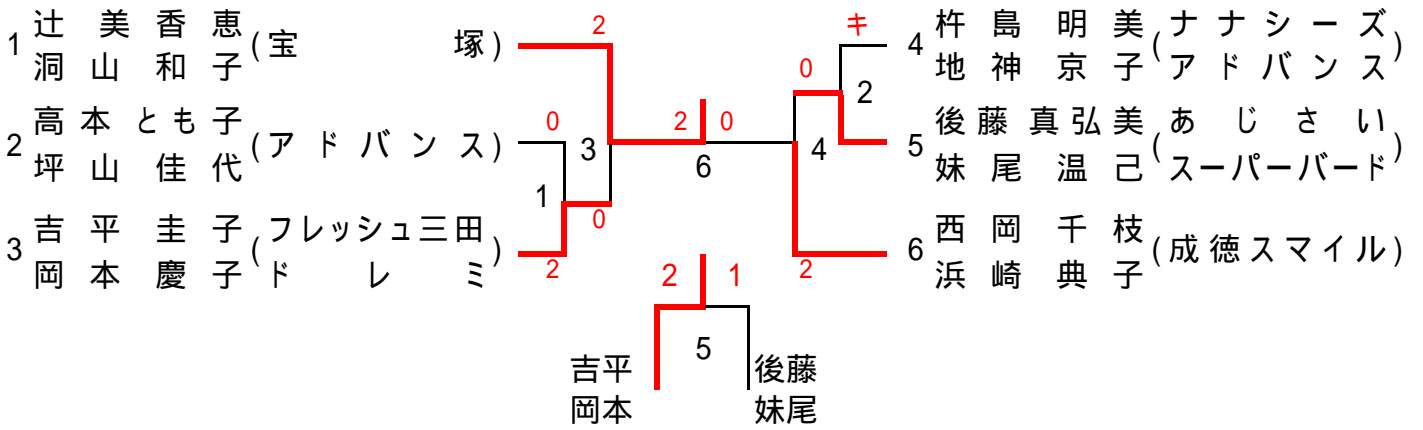 1 辻美香恵 洞山和子 (宝塚)
2 高本とも子 坪山佳代 (アドバンス)
3 吉平圭子 岡本慶子 (フレッシュ三田 ドレミ)
4 杵島明美 地神京子 (ナナシーズ アドバンス)
5 後藤真弘美 妹尾温己 (あじさい スーパーバード)
6 西岡千枝 浜崎典子 (成徳スマイル)
2
0
1
2
3
0
2 0
6
キ
0
2
4
2
2 1
5
吉平 後藤
岡本 妹尾